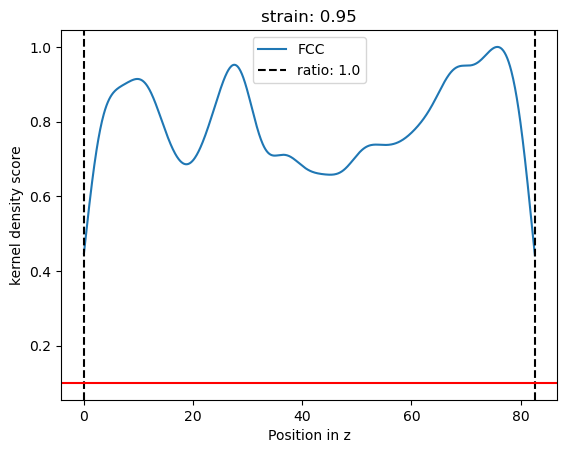 strain: 0.95
FCC
ratio: 1.0
kernel density score
1.0
0.8
0.6
0.4
0.2
0 20 40 60 80
Position in z